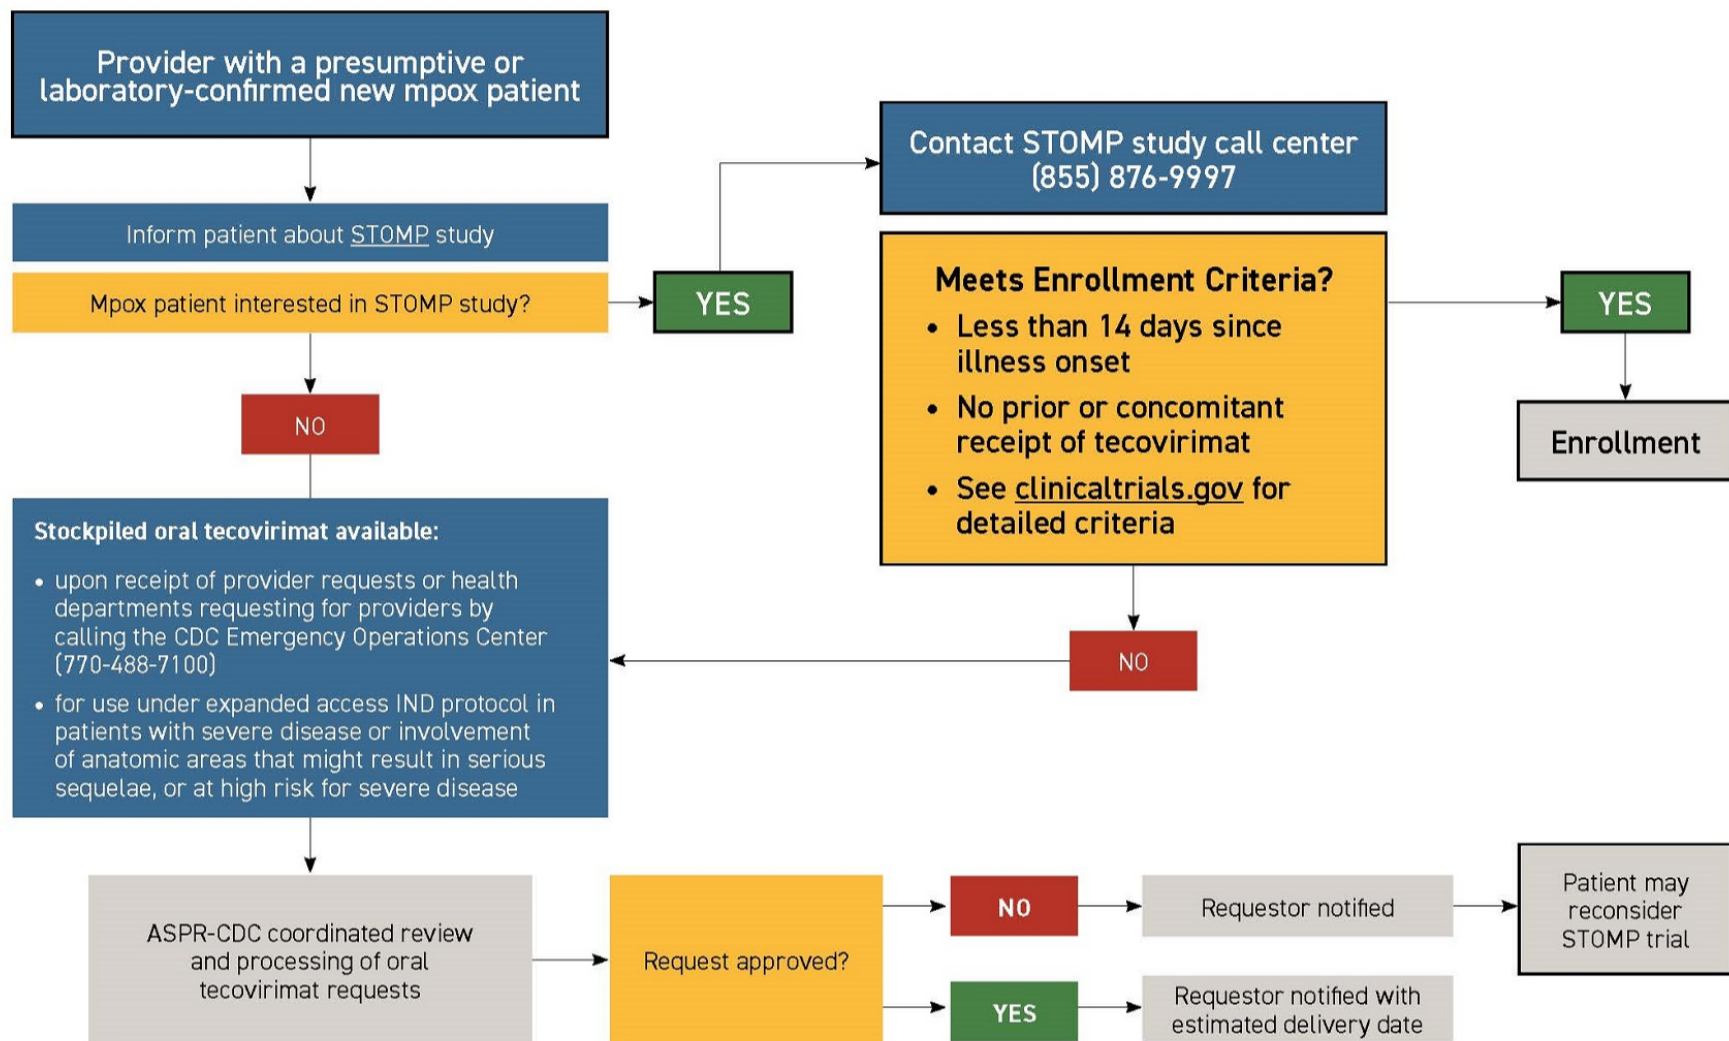 Provider with a presumptive or
laboratory-confirmed new mpox patient
Inform patient about STOMP study
Mpox patient interested in STOMP study?
YES
NO
Contact STOMP study call center
(855) 876-9997
Meets Enrollment Criteria?
• Less than 14 days since
illness onset
• No prior or concomitant
receipt of tecovirimat
• See clinicaltrials.gov for
detailed criteria
YES
Enrollment
NO
Stockpiled oral tecovirimat available:
• upon receipt of provider requests or health
departments requesting for providers by
calling the CDC Emergency Operations Center
(770-488-7100)
• for use under expanded access IND protocol in
patients with severe disease or involvement
of anatomic areas that might result in serious
sequelae, or at high risk for severe disease
ASPR-CDC coordinated review
and processing of oral
tecovirimat requests
Request approved?
NO
Requestor notified
Patient may
reconsider
STOMP trial
YES
Requestor notified with
estimated delivery date